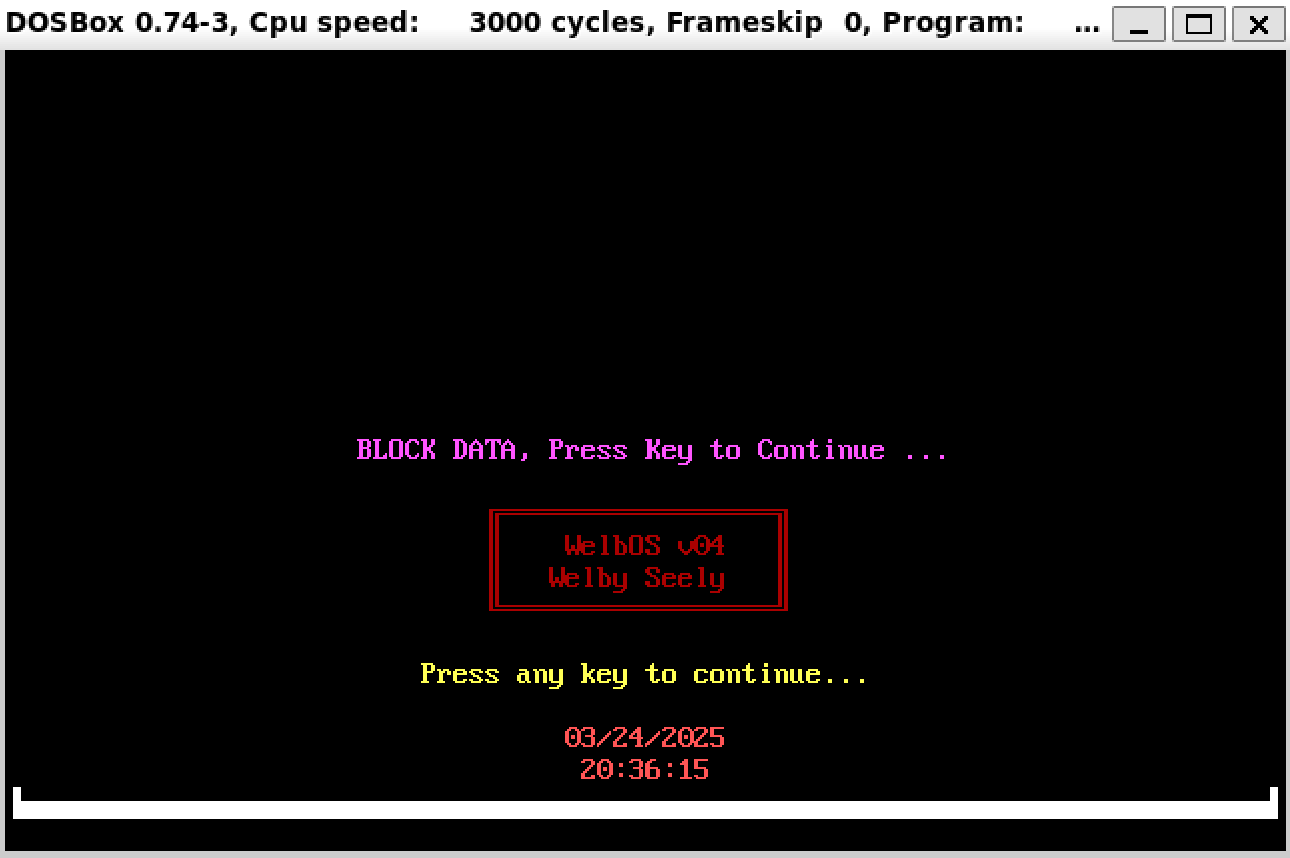 DOSBox 0.74-3, Cpu speed: 3000 cycles, Frameskip 0, Program: ...
BLOCK DATA, Press Key to Continue ...
WelbOS v04
Welby Seely
Press any key to continue...
03/24/2025
20:36:15